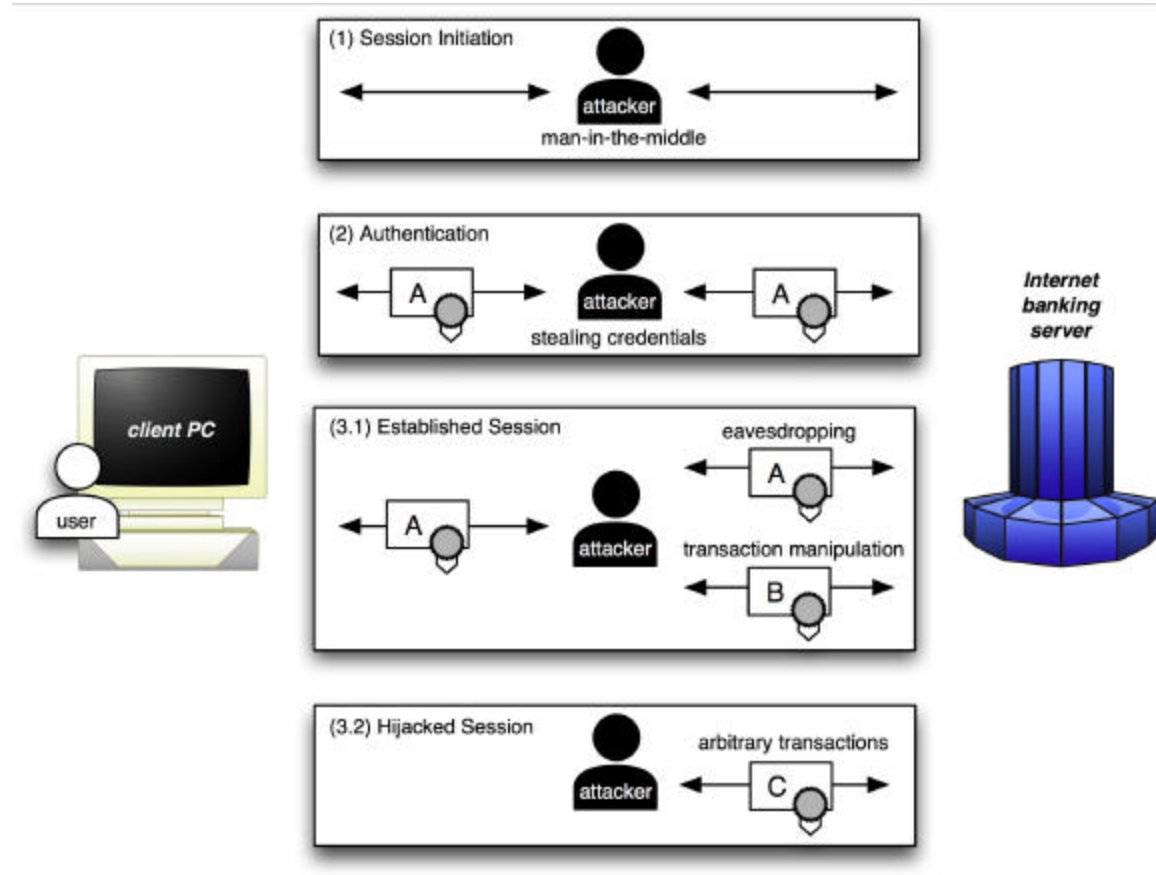 (1) Session Initiation
attacker
man-in-the-middle
(2) Authentication
A
attacker
A
stealing credentials
Internet
banking
server
client PC
user
(3.1) Established Session
eavesdropping
A
A
attacker
transaction manipulation
B
(3.2) Hijacked Session
arbitrary transactions
attacker
C